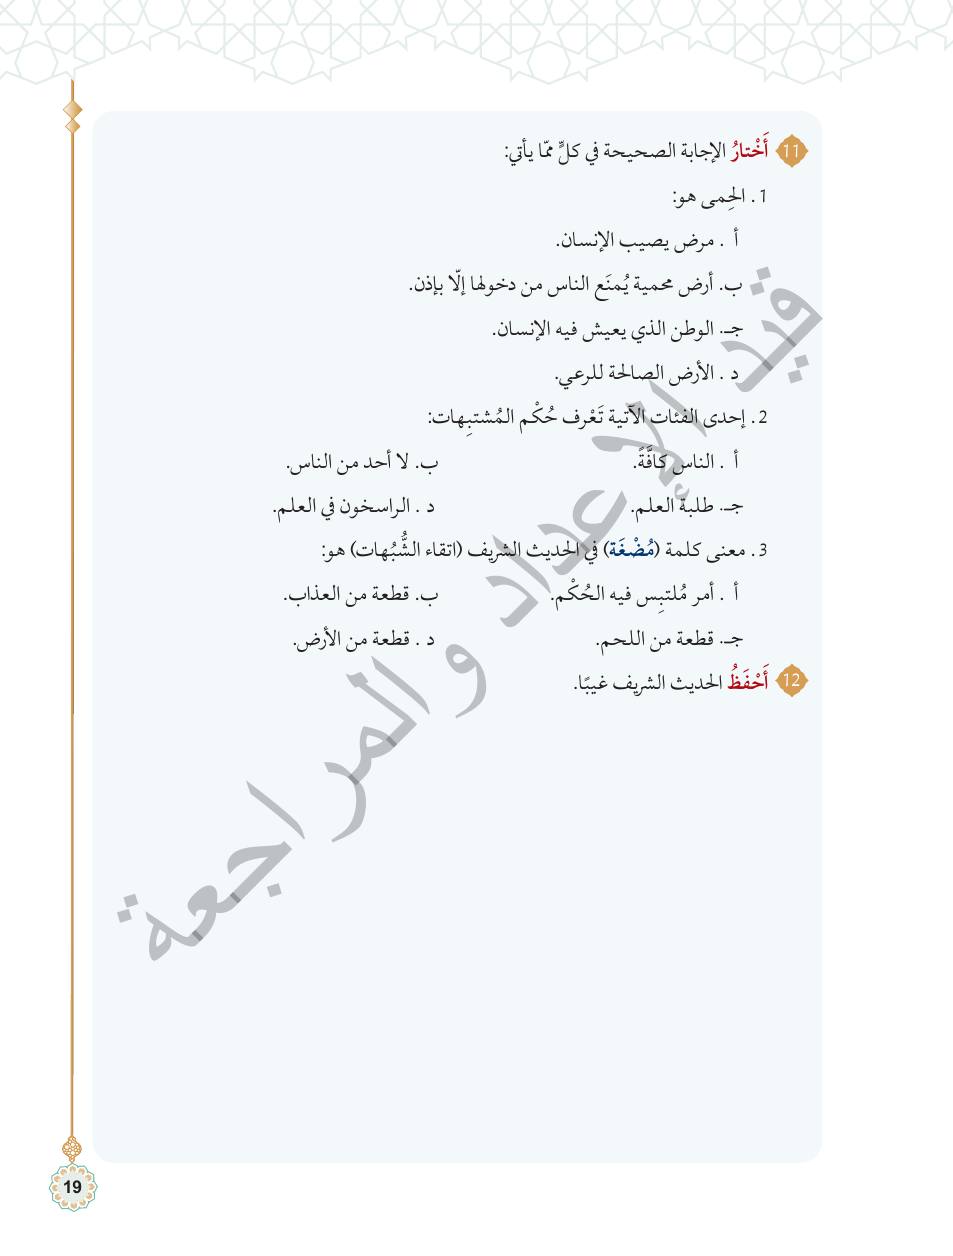 11 أَخْتارُ الإجابة الصحيحة في كلٍّ ممّا يأتي:
1. الحِمى هو:
أ . مرض يصيب الإنسان.
ب. أرض محمية يُمنَع الناس من دخولها إلّا بإذن.
جـ. الوطن الذي يعيش فيه الإنسان.
د . الأرض الصالحة للرعي.
2. إحدى الفئات الآتية تَعْرف حُكْم المُشتبِهات:
أ . الناس كافَّةً. ب. لا أحد من الناس.
جـ. طلبة العلم. د . الراسخون في العلم.
3. معنى كلمة (مُضْغَة) في الحديث الشريف (اتقاء الشُّبُهات) هو:
أ . أمر مُلتبِس فيه الحُكْم. ب. قطعة من العذاب.
جـ. قطعة من اللحم. د . قطعة من الأرض.
12 أَحْفَظُ الحديث الشريف غيبًا.
قيد الإعداد والمراجعة
19